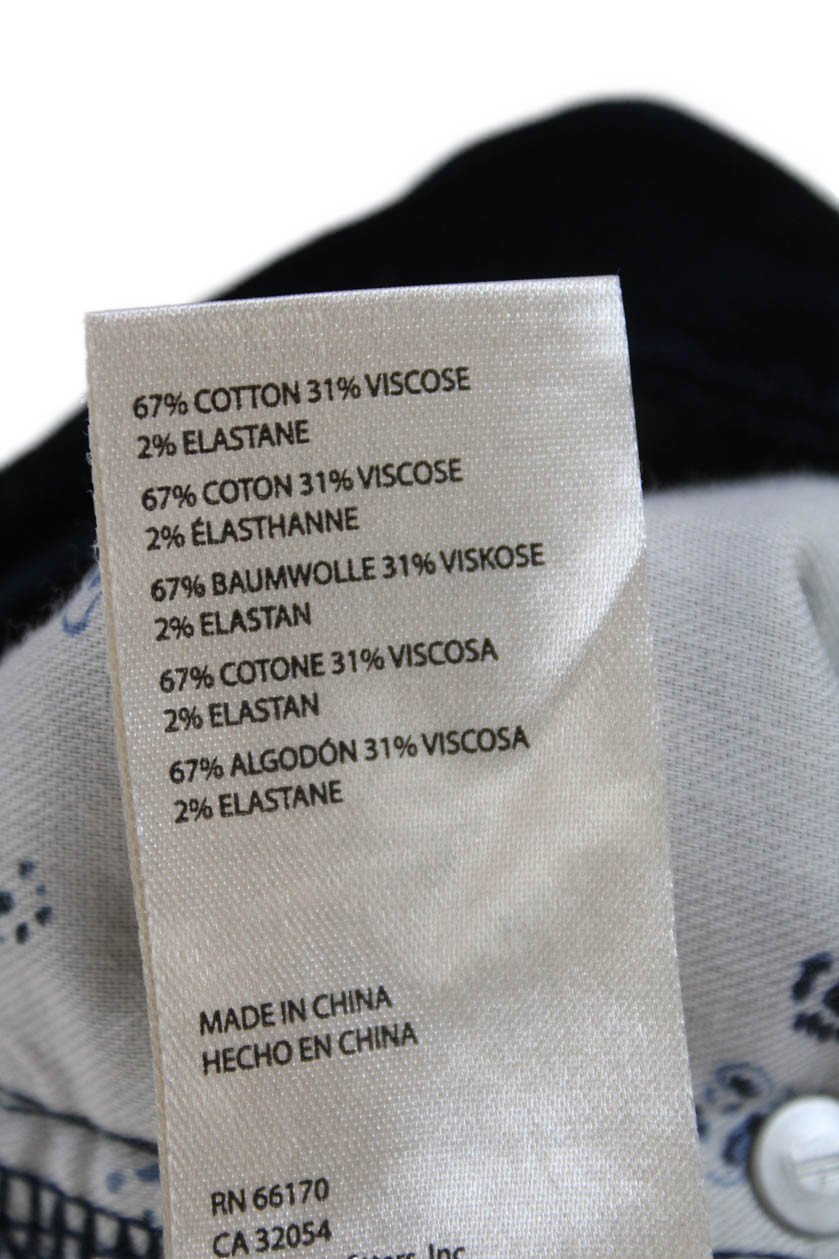 67% COTTON 31% VISCOSE
2% ELASTANE
67% COTON 31% VISCOSE
2% ÉLASTHANNE
67% BAUMWOLLE 31% VISKOSE
2% ELASTAN
67% COTONE 31% VISCOSA
2% ELASTAN
67% ALGODÓN 31% VISCOSA
2% ELASTANE
MADE IN CHINA
HECHO EN CHINA
RN 66170
CA 32054
Inc